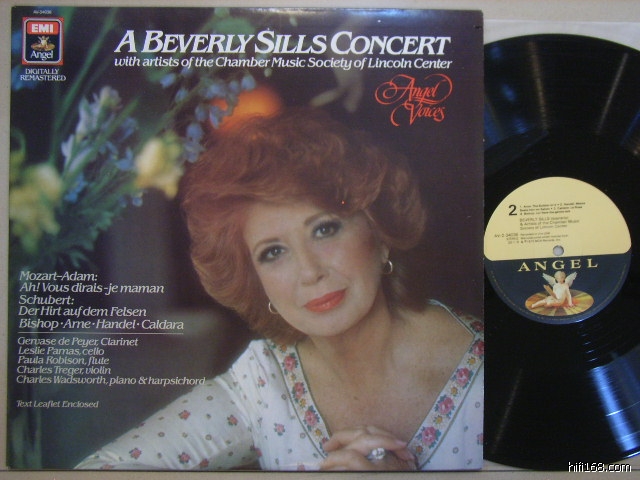 EMI
Angel
DIGITALLY
REMASTERED
A BEVERLY SILLS CONCERT
with artists of the Chamber Music Society of Lincoln Center
Angel
Voices
Mozart-Adam:
Ah! Vous dirais-je maman
Schubert:
Der Hirt auf dem Felsen
Bishop • Arne • Handel • Caldara
Gervase de Peyer, Clarinet
Leslie Parnas, cello
Paula Robison, flute
Charles Treger, violin
Charles Wadsworth, piano & harpsichord
Text Leaflet Enclosed
2
BEVERLY SILLS
ANGEL
hifi168.com